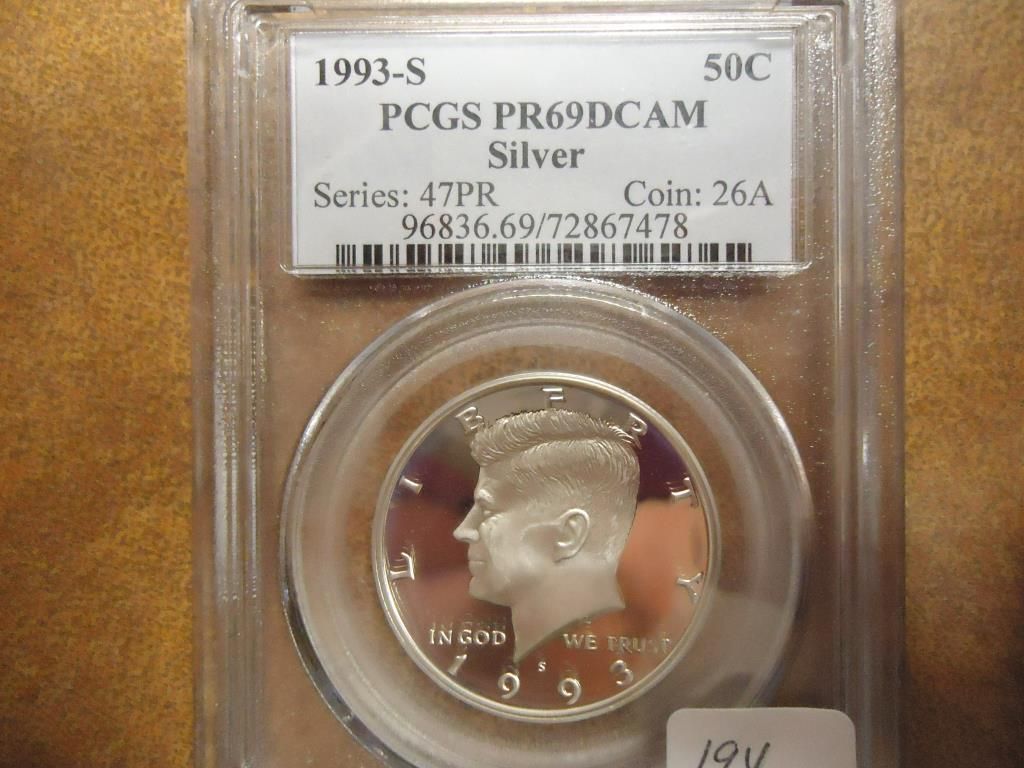 1993-S 50C
PCGS PR69DCAM
Silver
Series: 47PR Coin: 26A
96836.69/72867478
LIBERTY
IN GOD WE TRUST
S
1993